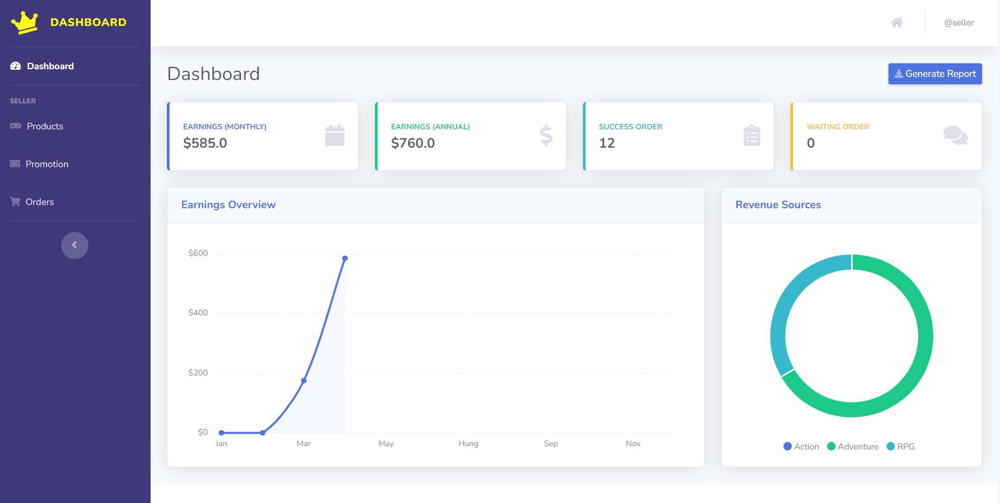 DASHBOARD
@seller
Dashboard
SELLER
Products
Promotion
Orders
Dashboard
Generate Report
EARNINGS (MONTHLY)
$585.0
EARNINGS (ANNUAL)
$760.0
SUCCESS ORDER
12
WAITING ORDER
0
Earnings Overview
$600
$400
$200
$0
Jan Mar May Hung Sep Nov
Revenue Sources
Action Adventure RPG